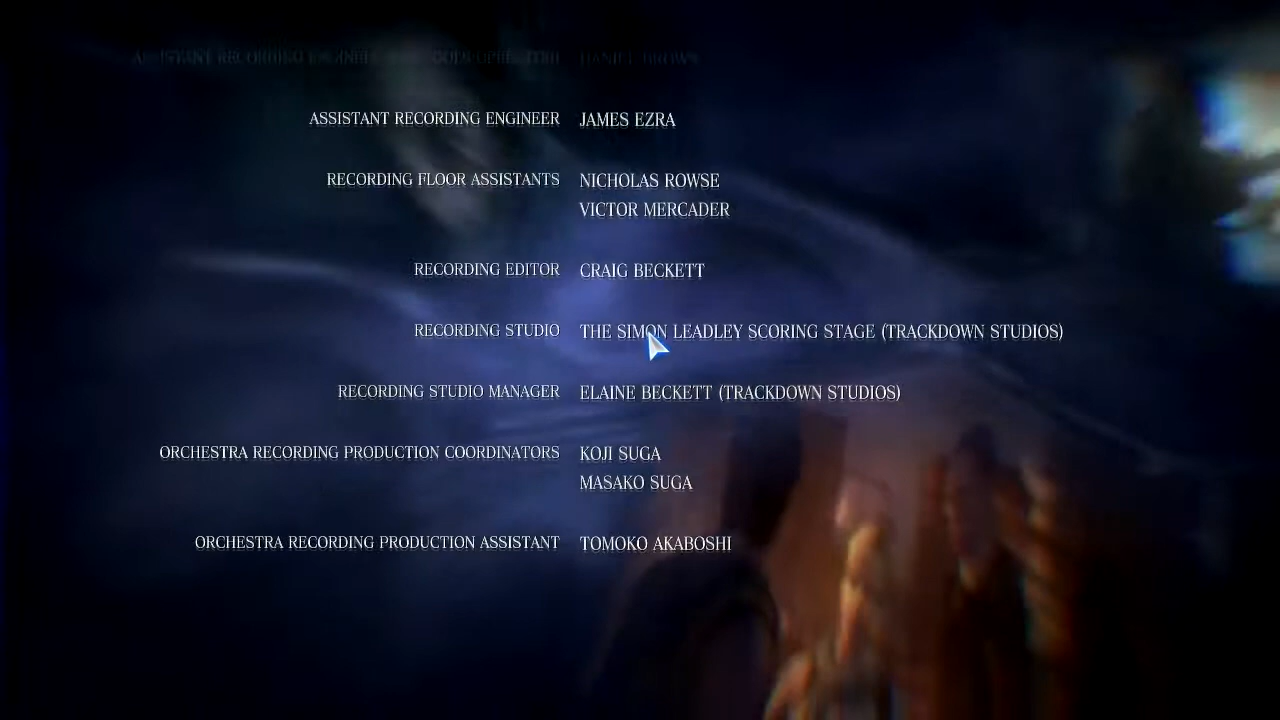 ASSISTANT RECORDING ENGINEER JAMES EZRA
RECORDING FLOOR ASSISTANTS NICHOLAS ROWSE
VICTOR MERCADER
RECORDING EDITOR CRAIG BECKETT
RECORDING STUDIO THE SIMON LEADLEY SCORING STAGE (TRACKDOWN STUDIOS)
RECORDING STUDIO MANAGER ELAINE BECKETT (TRACKDOWN STUDIOS)
ORCHESTRA RECORDING PRODUCTION COORDINATORS KOJI SUGA
MASAKO SUGA
ORCHESTRA RECORDING PRODUCTION ASSISTANT TOMOKO AKABOSHI